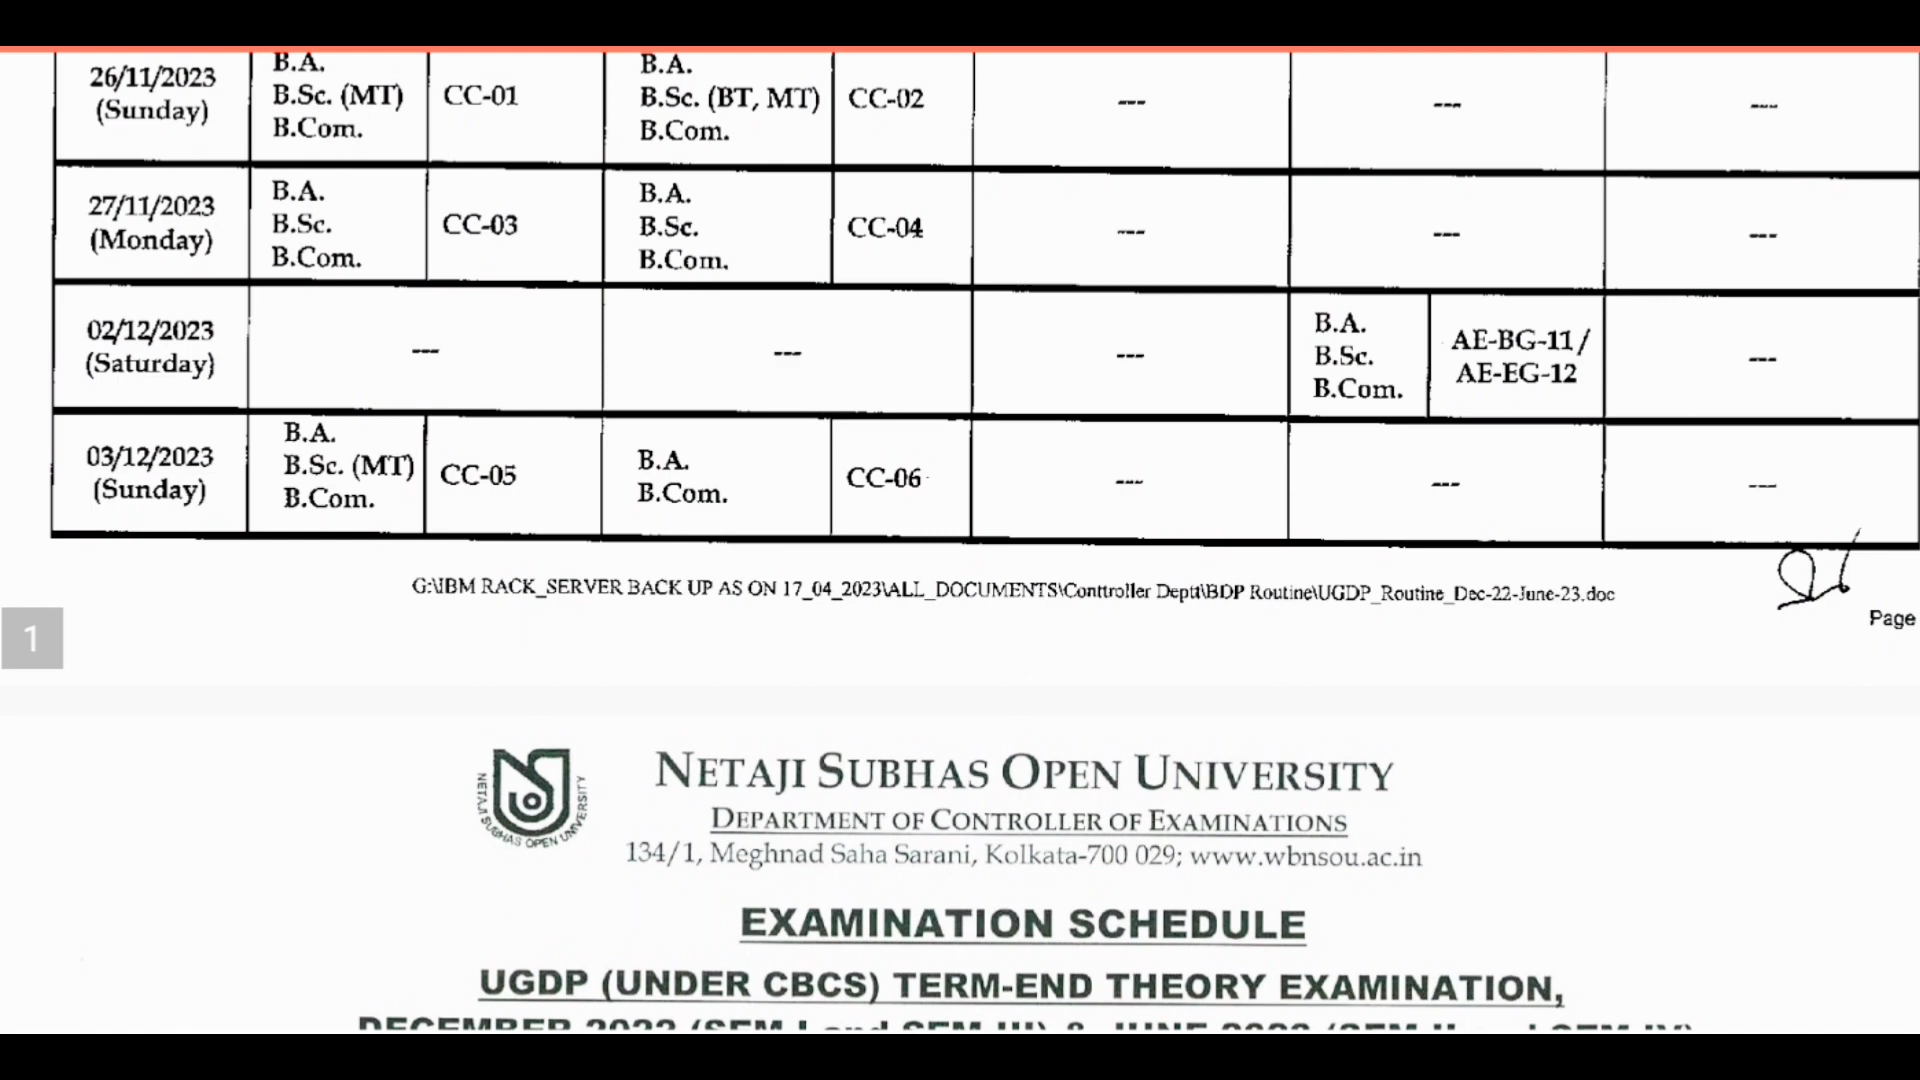 26/11/2023
(Sunday)
B.A.
B.Sc. (MT)
B.Com.
CC-01
B.A.
B.Sc. (BT, MT)
B.Com.
CC-02
---
---
---
27/11/2023
(Monday)
B.A.
B.Sc.
B.Com.
CC-03
B.A.
B.Sc.
B.Com.
CC-04
---
---
---
02/12/2023
(Saturday)
---
---
---
B.A.
B.Sc.
B.Com.
AE-BG-11/
AE-EG-12
---
03/12/2023
(Sunday)
B.A.
B.Sc. (MT)
B.Com.
CC-05
B.A.
B.Com.
CC-06
---
---
---
G:\IBM RACK_SERVER BACK UP AS ON 17_04_2023\ALL_DOCUMENTS\Conttroller Deptt\BDP Routine\UGDP_Routine_Dec-22-June-23.doc
Page
1
NETAJI SUBHAS OPEN UNIVERSITY
NETAJI SUBHAS OPEN UNIVERSITY
DEPARTMENT OF CONTROLLER OF EXAMINATIONS
134/1, Meghnad Saha Sarani, Kolkata-700 029; www.wbnsou.ac.in
EXAMINATION SCHEDULE
UGDP (UNDER CBCS) TERM-END THEORY EXAMINATION,